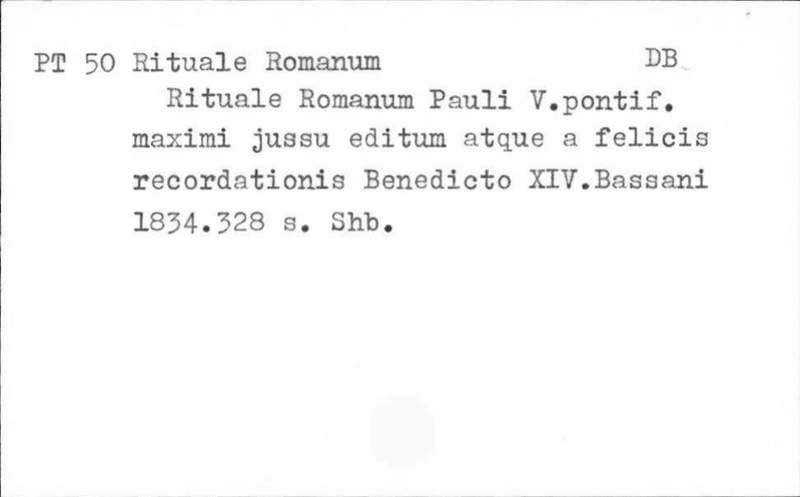 PT 50 Rituale Romanum DB
Rituale Romanum Pauli V.pontif.
maximi jussu editum atque a felicis
recordationis Benedicto XIV.Bassani
1834.328 s. Shb.